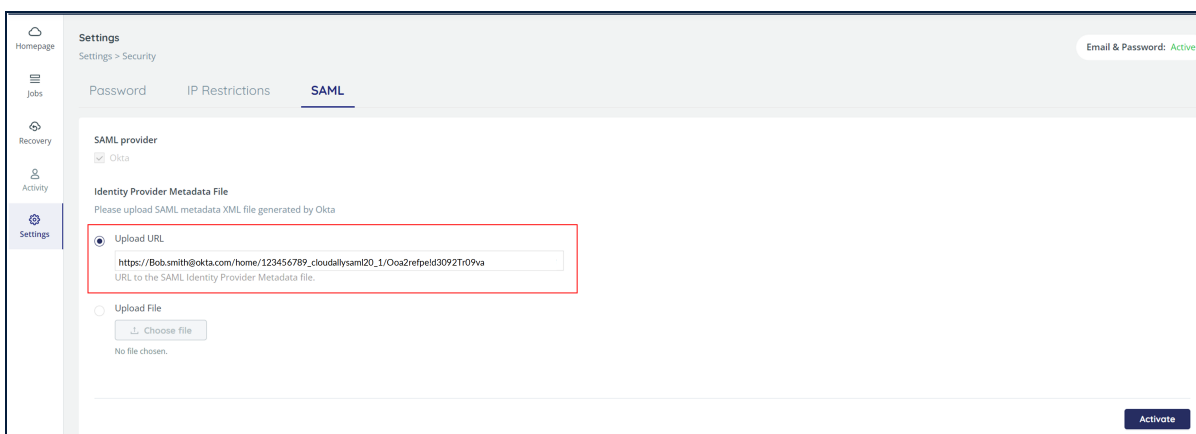 Homepage
Jobs
Recovery
Activity
Settings
Settings
Settings > Security
Email & Password: Active
Password IP Restrictions SAML
SAML provider
Okta
Identity Provider Metadata File
Please upload SAML metadata XML file generated by Okta
Upload URL
https://Bob.smith@okta.com/home/123456789_cloudallysaml20_1/Ooa2refpe!d3092Tr09va
URL to the SAML Identity Provider Metadata file.
Upload File
Choose file
No file chosen.
Activate